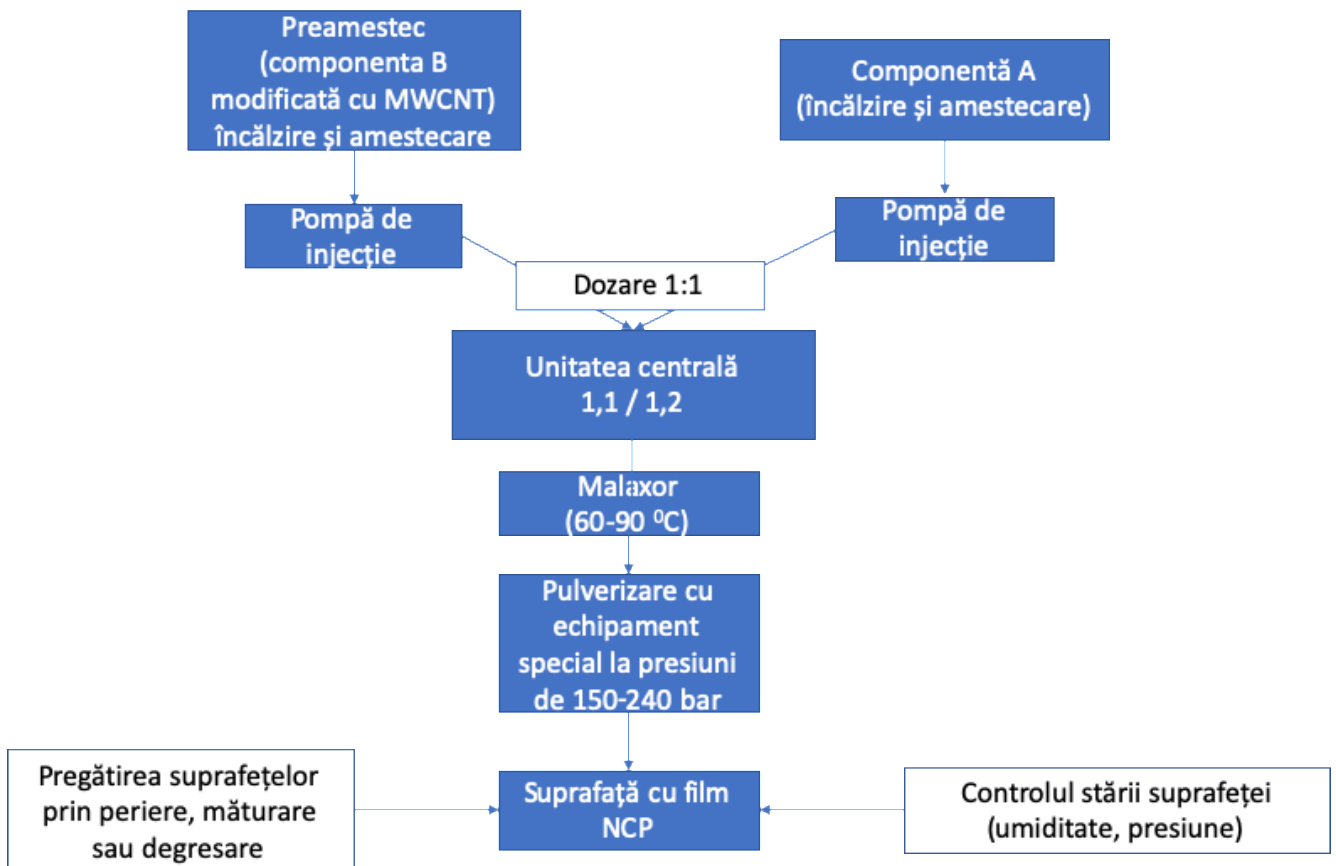 Preamestec
(componenta B
modificată cu MWCNT)
încălzire și amestecare
Componentă A
(încălzire și amestecare)
Pompă de
injecție
Pompă de
injecție
Dozare 1:1
Unitatea centrală
1,1 / 1,2
Malaxor
(60-90 ⁰C)
Pulverizare cu
echipament
special la presiuni
de 150-240 bar
Pregătirea suprafețelor
prin periere, măturare
sau degresare
Suprafață cu film
NCP
Controlul stării suprafeței
(umiditate, presiune)